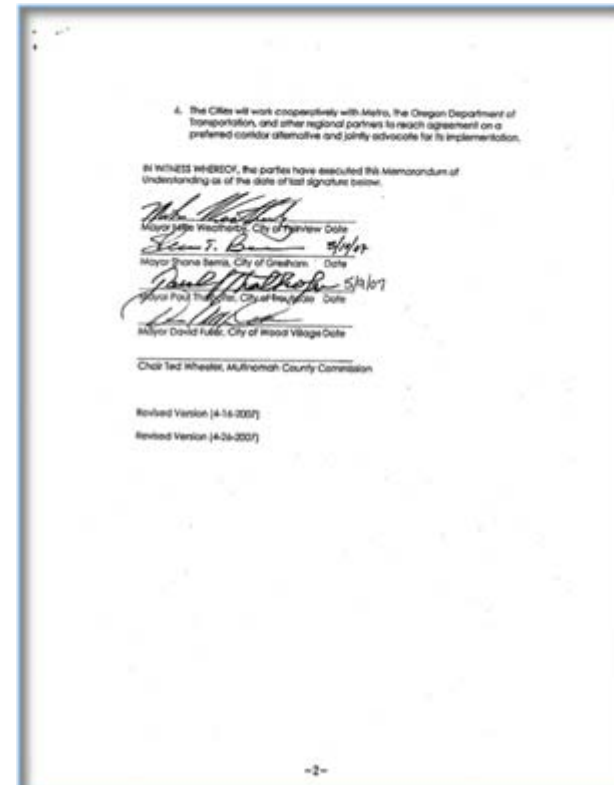 4. The Cities will work cooperatively with Metro, the Oregon Department of
Transportation, and other regional partners to reach agreement on a
preferred corridor alternative and jointly advocate for its implementation.
IN WITNESS WHEREOF, the parties have executed this Memorandum of
Understanding as of the date of last signature below.
Mayor Mike Weatherby, City of Fairview Date
5/19/07
Mayor Shane Bemis, City of Gresham Date
5/9/07
Mayor Paul Thalhofer, City of Troutdale Date
Mayor David Fuller, City of Wood Village Date
Chair Ted Wheeler, Multnomah County Commission
Revised Version (4-16-2007)
Revised Version (4-26-2007)
-2-